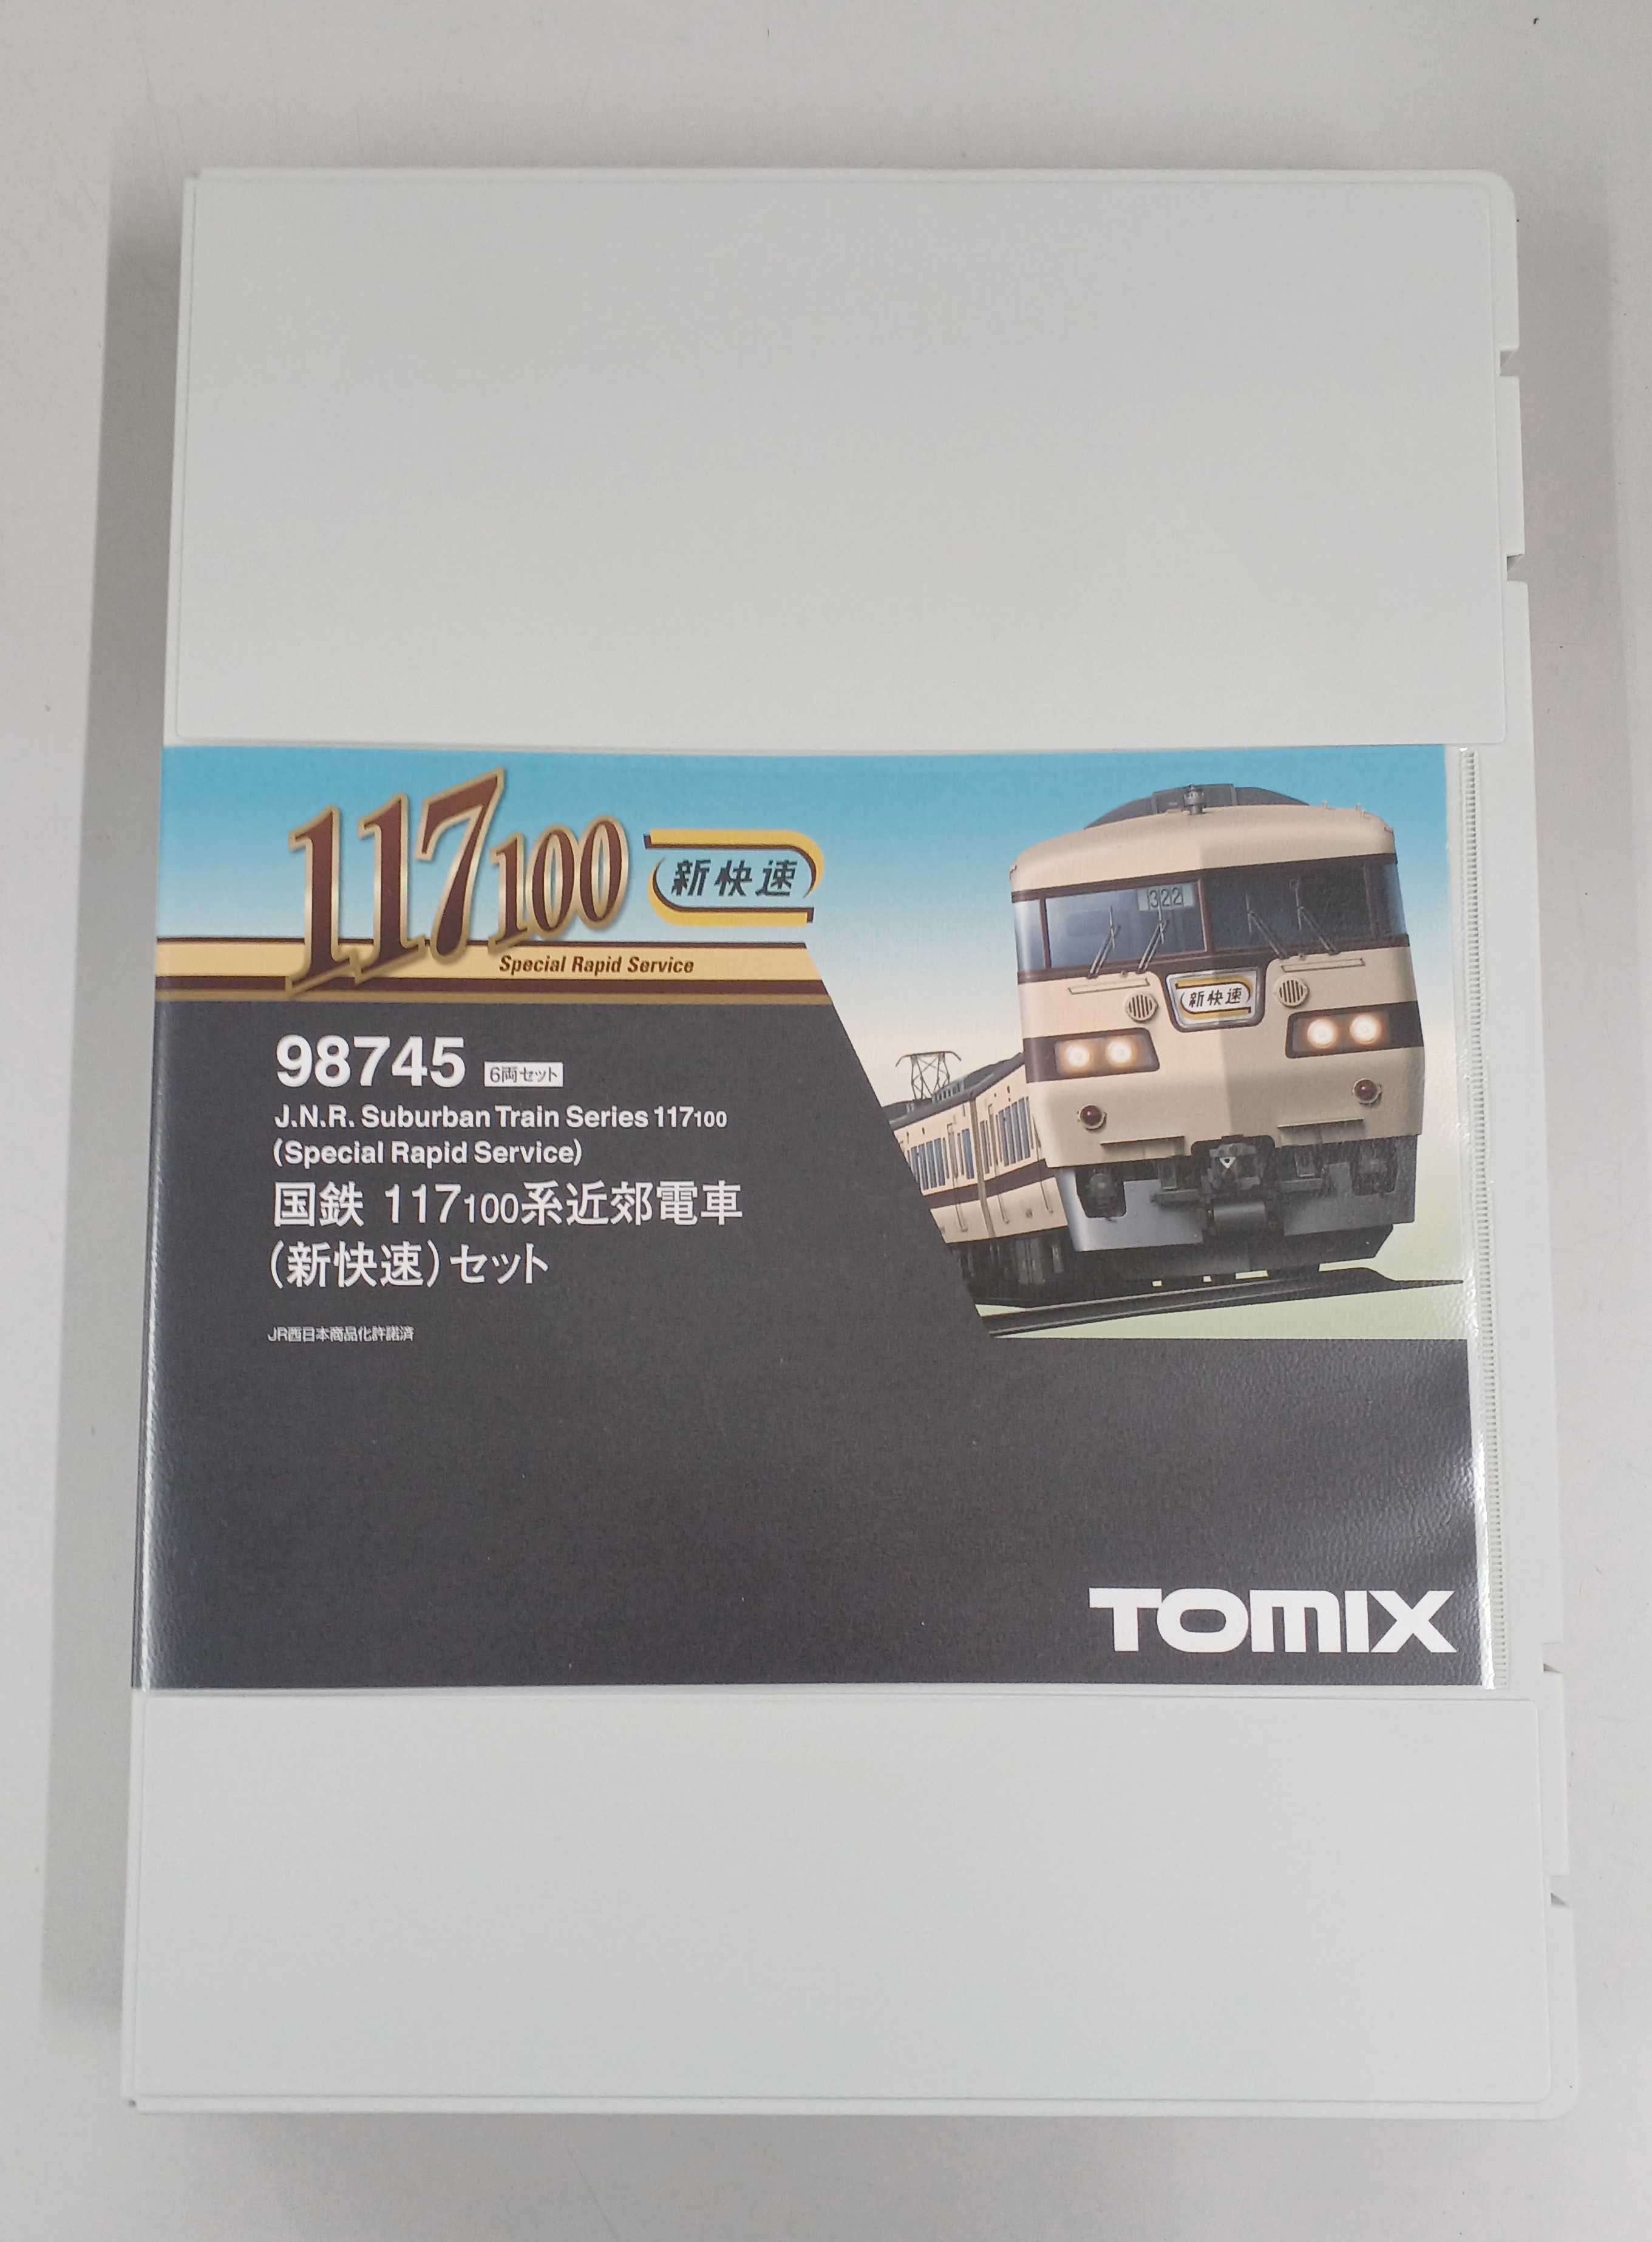 117100
新快速
Special Rapid Service
322
新快速
98745 6両セット
J.N.R. Suburban Train Series 117100
(Special Rapid Service)
国鉄 117100系近郊電車
(新快速)セット
JR西日本商品化許諾済
TOMIX